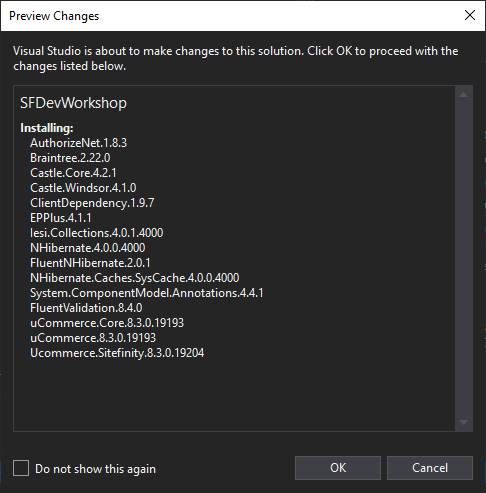 Preview Changes
Visual Studio is about to make changes to this solution. Click OK to proceed with the
changes listed below.
SFDevWorkshop
Installing:
AuthorizeNet.1.8.3
Braintree.2.22.0
Castle.Core.4.2.1
Castle.Windsor.4.1.0
ClientDependency.1.9.7
EPPlus.4.1.1
Iesi.Collections.4.0.1.4000
NHibernate.4.0.0.4000
FluentNHibernate.2.0.1
NHibernate.Caches.SysCache.4.0.0.4000
System.ComponentModel.Annotations.4.4.1
FluentValidation.8.4.0
uCommerce.Core.8.3.0.19193
uCommerce.8.3.0.19193
Ucommerce.Sitefinity.8.3.0.19204
Do not show this again
OK
Cancel